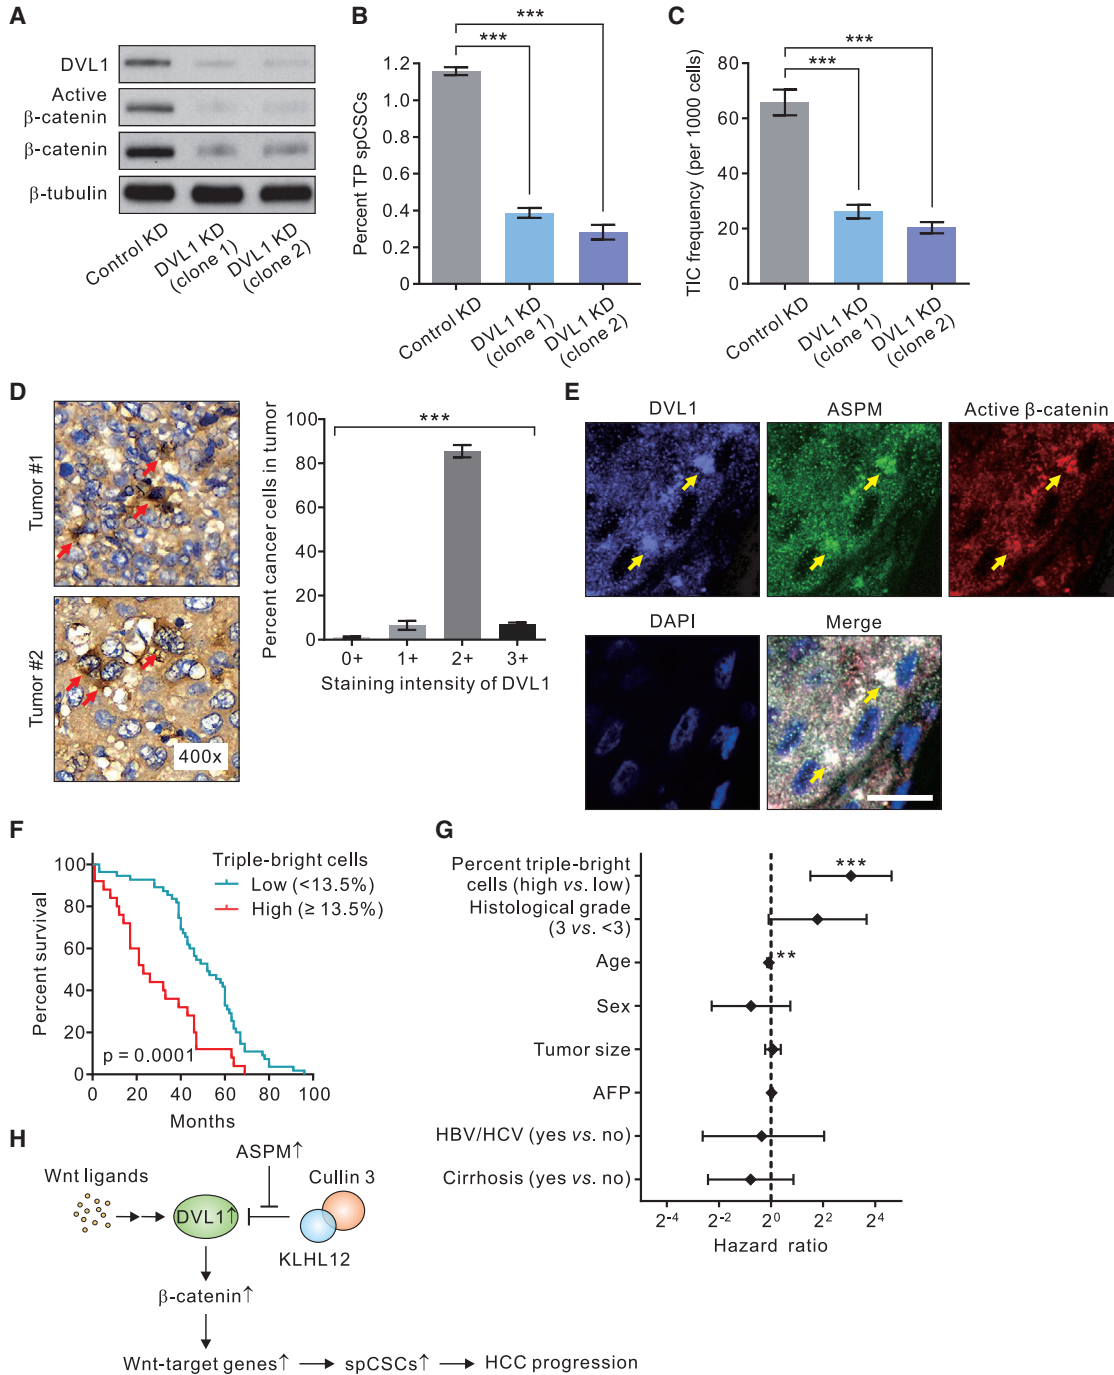 A
DVL1
Active
β-catenin
β-catenin
β-tubulin
Control KD
DVL1 KD
(clone 1)
DVL1 KD
(clone 2)
B
***
***
Percent TP spCSCs
1.2
1.0
0.8
0.6
0.4
0.2
0
Control KD
DVL1 KD
(clone 1)
DVL1 KD
(clone 2)
C
***
***
TIC frequency (per 1000 cells)
80
60
40
20
0
Control KD
DVL1 KD
(clone 1)
DVL1 KD
(clone 2)
D
Tumor #1
Tumor #2
400x
***
Percent cancer cells in tumor
100
80
60
40
20
0
0+ 1+ 2+ 3+
Staining intensity of DVL1
E
DVL1
ASPM
Active β-catenin
DAPI
Merge
F
Triple-bright cells
Low (<13.5%)
High (≥ 13.5%)
Percent survival
100
80
60
40
20
0
p = 0.0001
0 20 40 60 80 100
Months
G
Percent triple-bright
cells (high vs. low)
***
Histological grade
(3 vs. <3)
Age
**
Sex
Tumor size
AFP
HBV/HCV (yes vs. no)
Cirrhosis (yes vs. no)
2-4 2-2 20 22 24
Hazard ratio
H
ASPM↑
Wnt ligands
Cullin 3
DVL1↑
KLHL12
β-catenin↑
Wnt-target genes↑ → spCSCs↑ → HCC progression